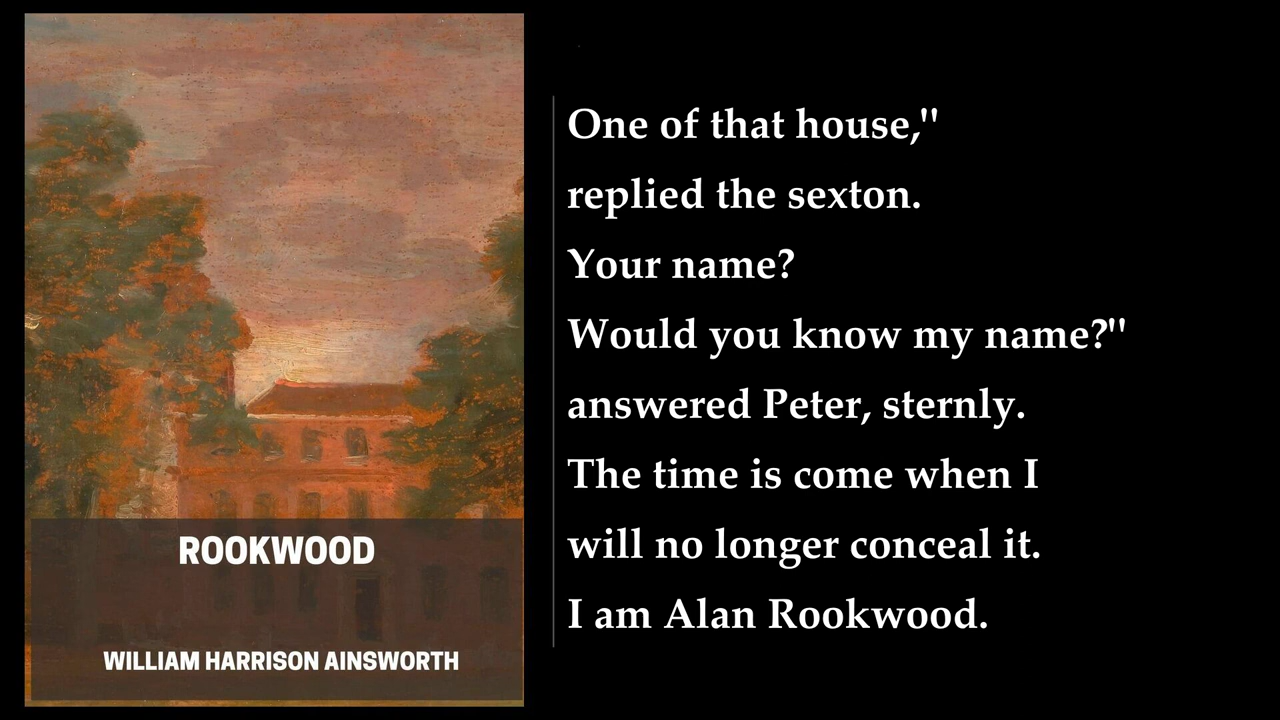 One of that house,"
replied the sexton.
Your name?
Would you know my name?"
answered Peter, sternly.
The time is come when I
will no longer conceal it.
I am Alan Rookwood.
ROOKWOOD
WILLIAM HARRISON AINSWORTH